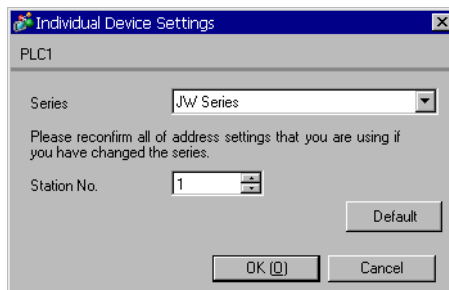 Individual Device Settings
PLC1
Series
JW Series
Please reconfirm all of address settings that you are using if
you have changed the series.
Station No.
1
Default
OK (O)
Cancel